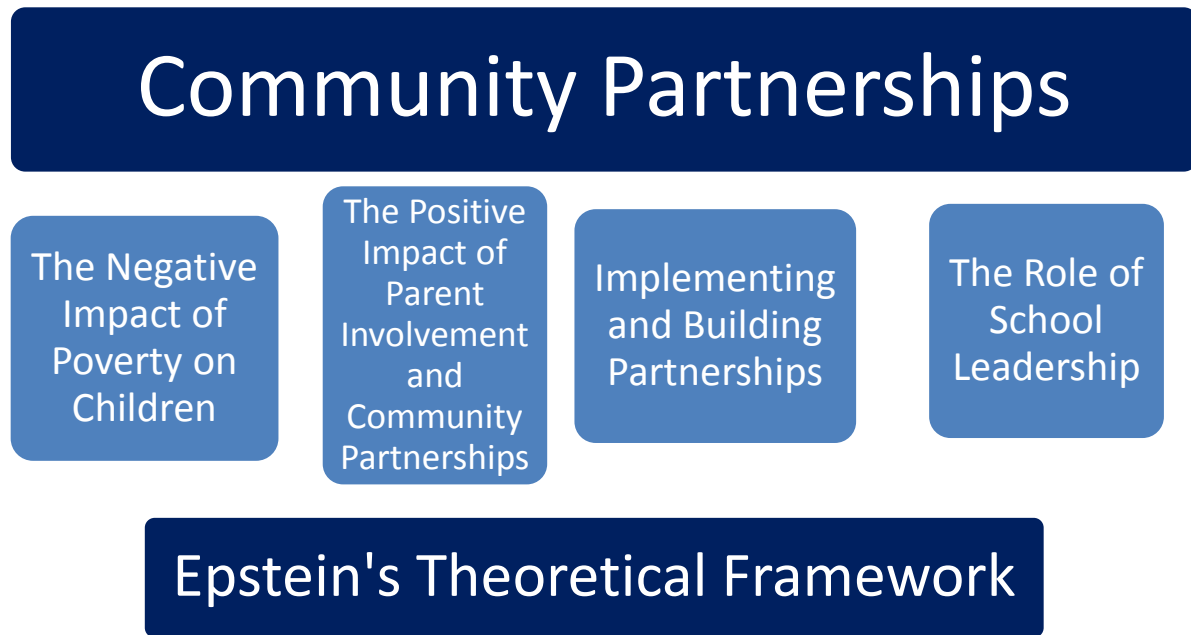 Community Partnerships
The Negative
Impact of
Poverty on
Children
The Positive
Impact of
Parent
Involvement
and
Community
Partnerships
Implementing
and Building
Partnerships
The Role of
School
Leadership
Epstein's Theoretical Framework